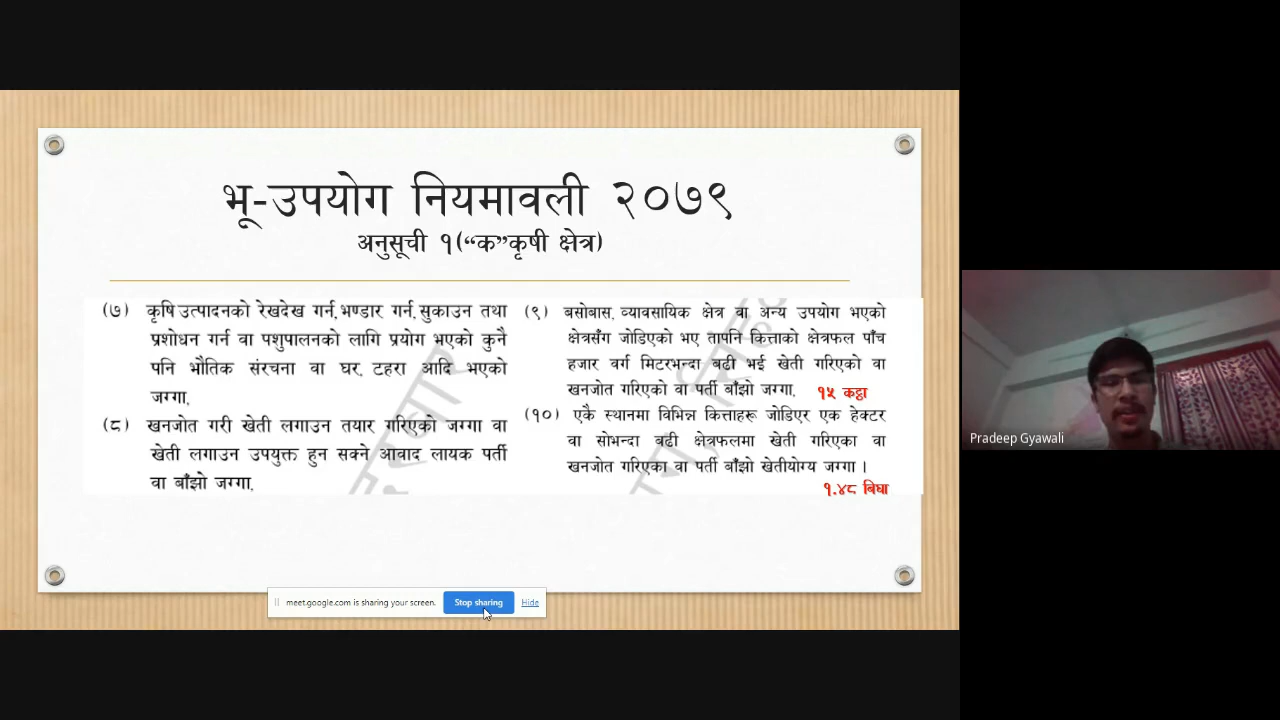 भू-उपयोग नियमावली २०७९
अनुसूची १(“क”कृषी क्षेत्र)
(७) कृषि उत्पादनको रेखदेख गर्न, भण्डार गर्न, सुकाउन तथा
प्रशोधन गर्न वा पशुपालनको लागि प्रयोग भएको कुनै
पनि भौतिक संरचना वा घर, टहरा आदि भएको
जग्गा,
(८) खनजोत गरी खेती लगाउन तयार गरिएको जग्गा वा
खेती लगाउन उपयुक्त हुन सक्ने आवाद लायक पर्ती
वा बाँझो जग्गा,
(९) बसोबास, व्यावसायिक क्षेत्र वा अन्य उपयोग भएको
क्षेत्रसँग जोडिएको भए तापनि कित्ताको क्षेत्रफल पाँच
हजार वर्ग मिटरभन्दा बढी भई खेती गरिएको वा
खनजोत गरिएको वा पर्ती बाँझो जग्गा, १५ कट्ठा
(१०) एकै स्थानमा विभिन्न कित्ताहरू जोडिएर एक हेक्टर
वा सोभन्दा बढी क्षेत्रफलमा खेती गरिएका वा
खनजोत गरिएका वा पर्ती बाँझो खेतीयोग्य जग्गा ।
१.४८ बिघा
meet.google.com is sharing your screen. Stop sharing Hide
Pradeep Gyawali